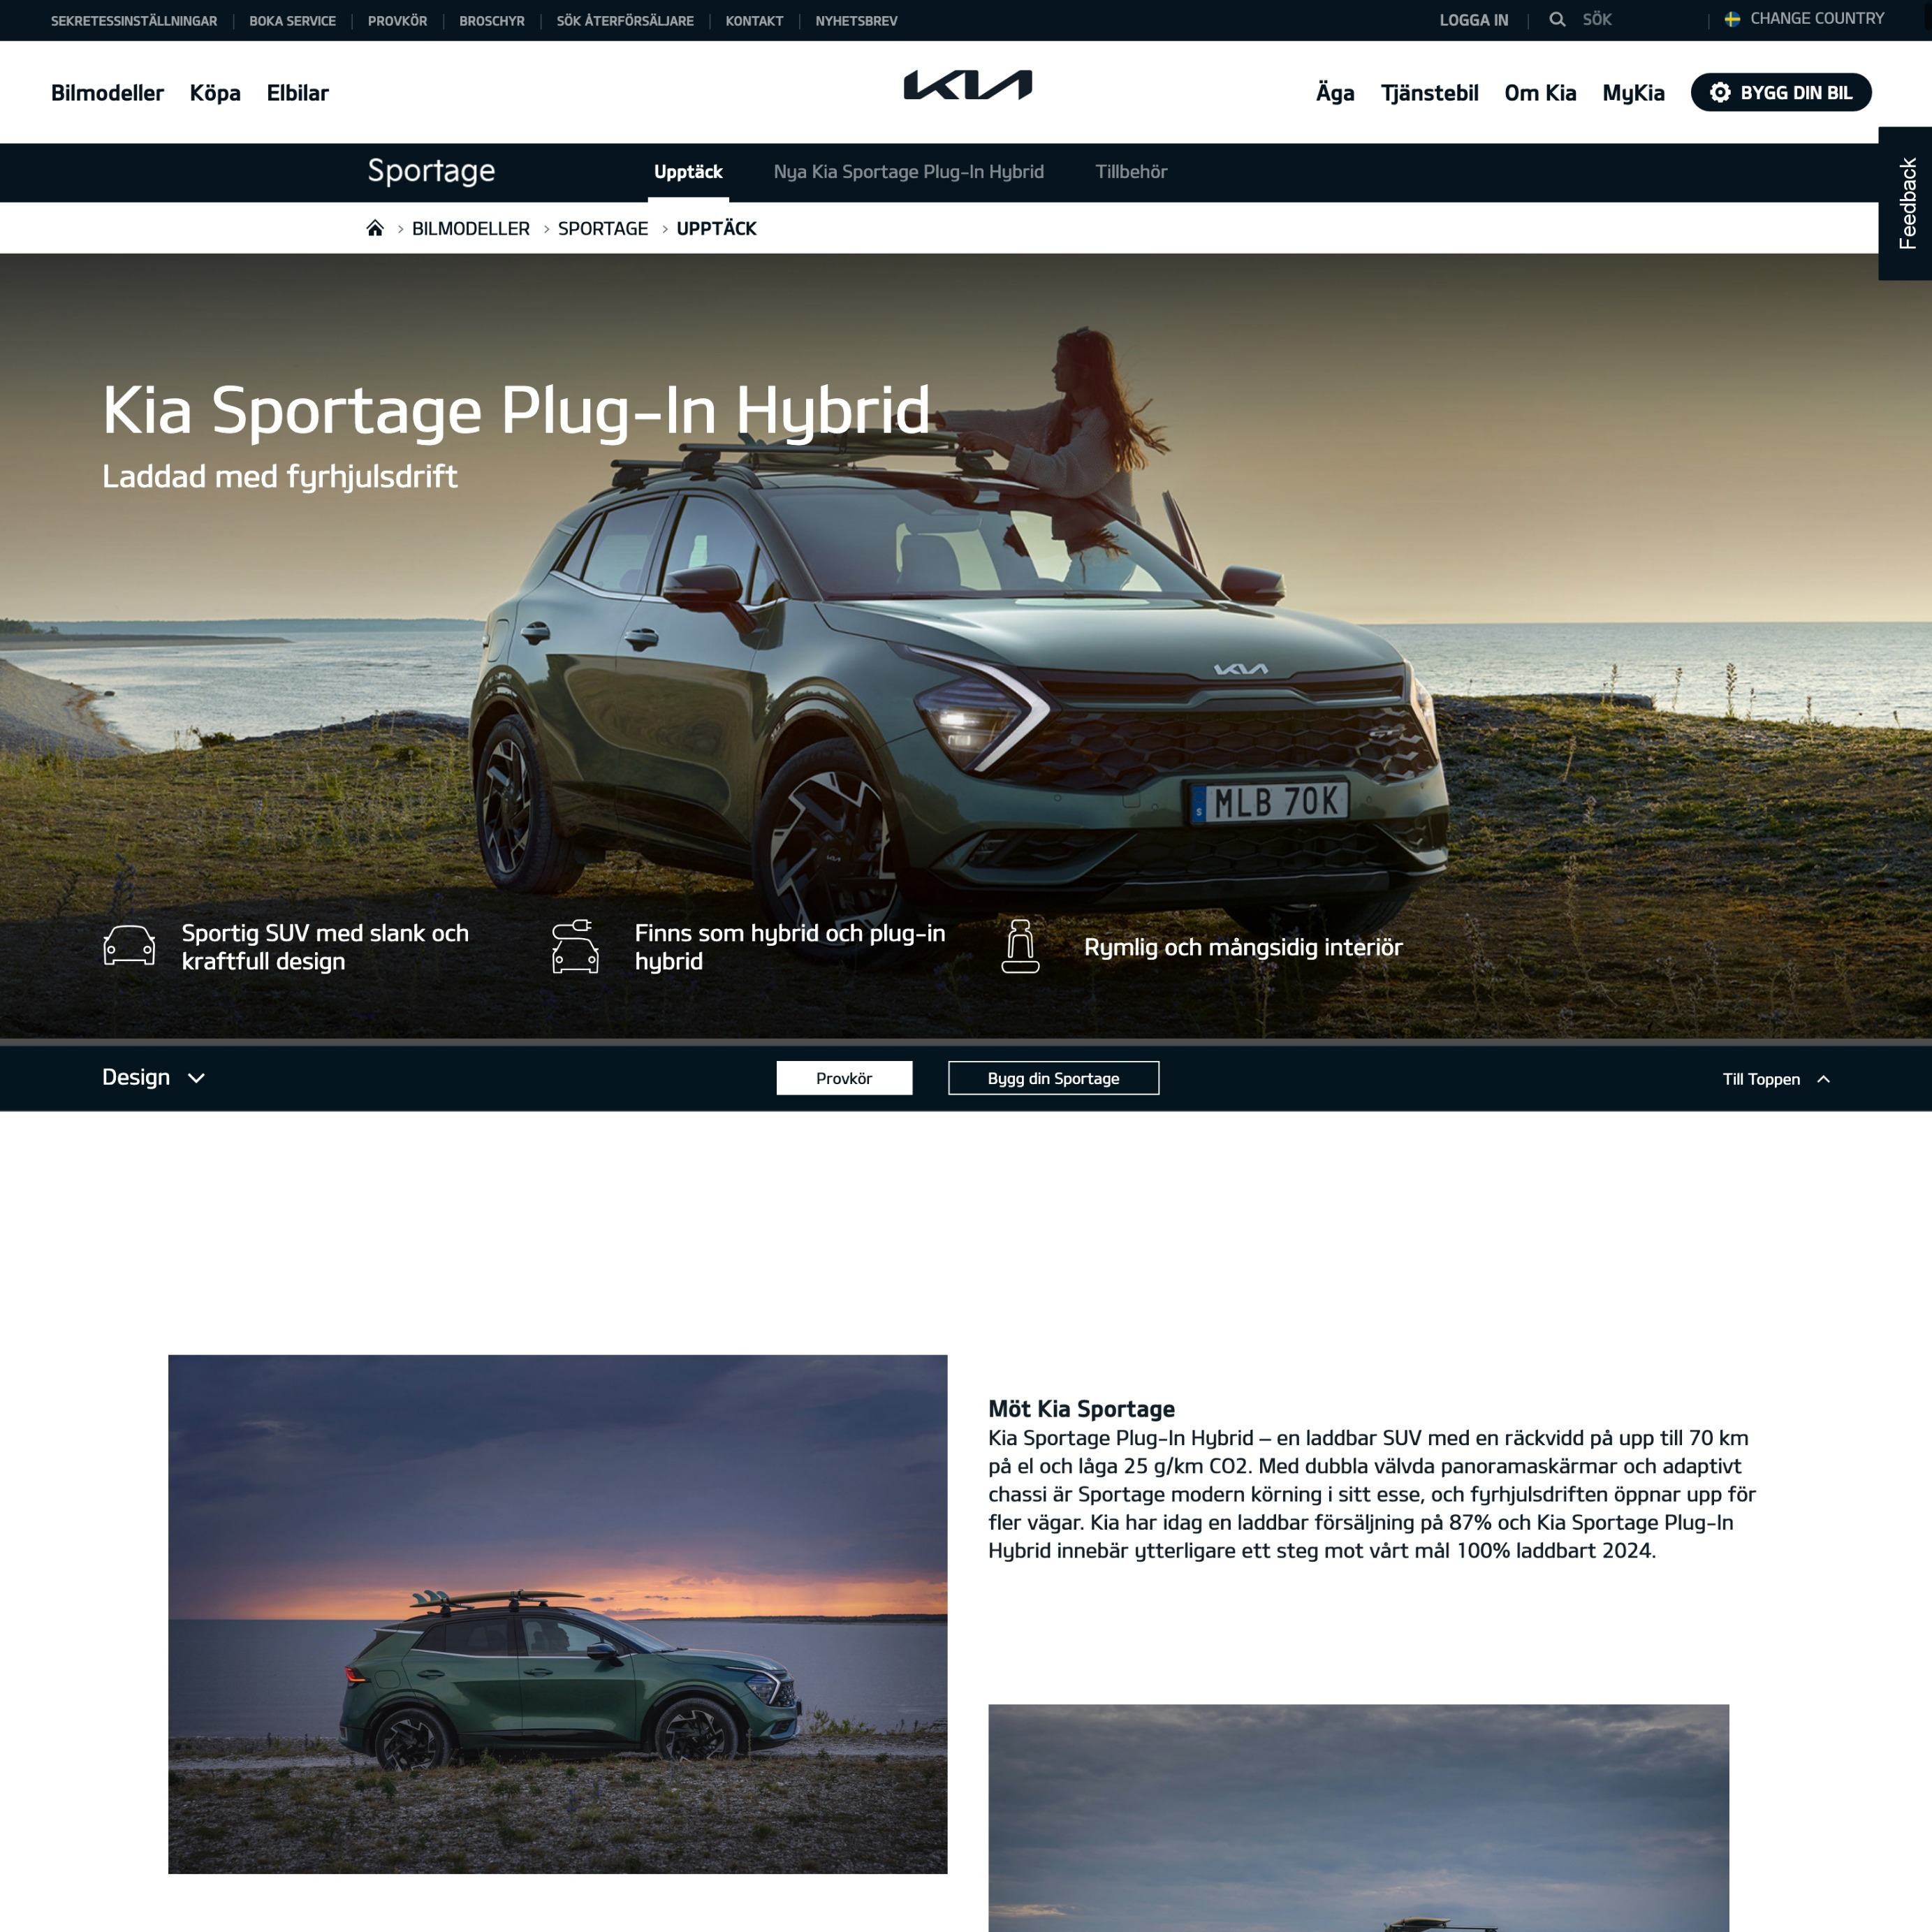 SEKRETESSINSTÄLLNINGAR BOKA SERVICE PROVKÖR BROSCHYR SÖK ÅTERFÖRSÄLJARE KONTAKT NYHETSBREV LOGGA IN SÖK CHANGE COUNTRY
Bilmodeller Köpa Elbilar KIA Äga Tjänstebil Om Kia MyKia BYGG DIN BIL
Feedback
Sportage Upptäck Nya Kia Sportage Plug-In Hybrid Tillbehör
> BILMODELLER > SPORTAGE > UPPTÄCK
Kia Sportage Plug-In Hybrid
Laddad med fyrhjulsdrift
KIA
S MLB 70K
Sportig SUV med slank och
kraftfull design
Finns som hybrid och plug-in
hybrid
Rymlig och mångsidig interiör
Design Provkör Bygg din Sportage Till Toppen
Möt Kia Sportage
Kia Sportage Plug-In Hybrid – en laddbar SUV med en räckvidd på upp till 70 km
på el och låga 25 g/km CO2. Med dubbla välvda panoramaskärmar och adaptivt
chassi är Sportage modern körning i sitt esse, och fyrhjulsdriften öppnar upp för
fler vägar. Kia har idag en laddbar försäljning på 87% och Kia Sportage Plug-In
Hybrid innebär ytterligare ett steg mot vårt mål 100% laddbart 2024.